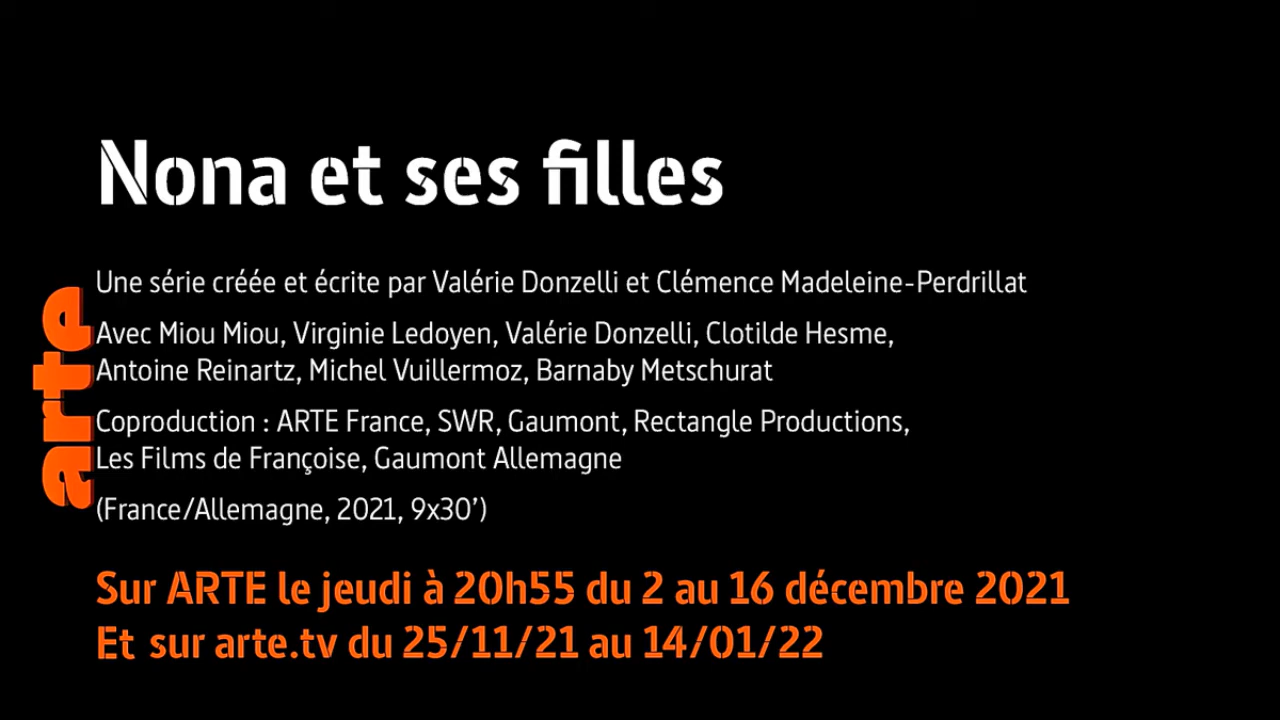 Nona et ses filles
Une série créée et écrite par Valérie Donzelli et Clémence Madeleine-Perdrillat
Avec Miou Miou, Virginie Ledoyen, Valérie Donzelli, Clotilde Hesme,
Antoine Reinartz, Michel Vuillermoz, Barnaby Metschurat
Coproduction : ARTE France, SWR, Gaumont, Rectangle Productions,
Les Films de Françoise, Gaumont Allemagne
(France/Allemagne, 2021, 9x30’)
Sur ARTE le jeudi à 20h55 du 2 au 16 décembre 2021
Et sur arte.tv du 25/11/21 au 14/01/22
arte